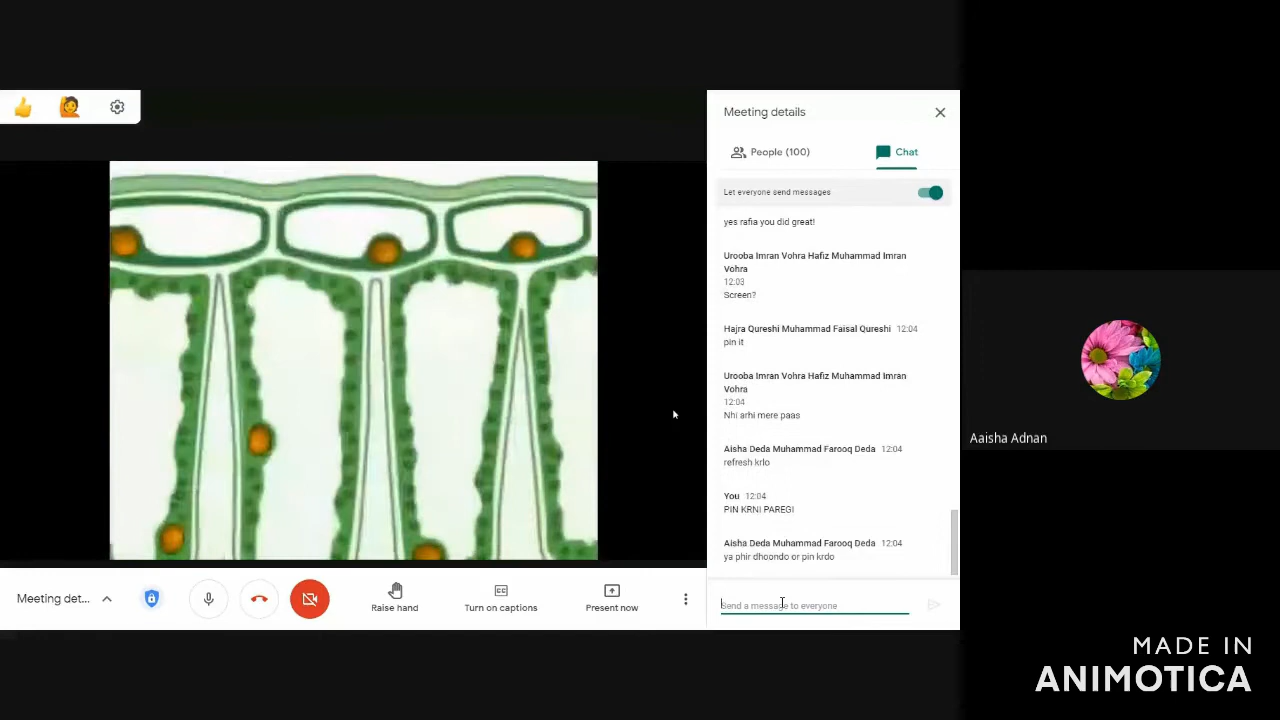 Meeting details
People (100)
Chat
Let everyone send messages
yes rafia you did great!
Urooba Imran Vohra Hafiz Muhammad Imran
Vohra
12:03
Screen?
Hajra Qureshi Muhammad Faisal Qureshi 12:04
pin it
Urooba Imran Vohra Hafiz Muhammad Imran
Vohra
12:04
Nhi arhi mere paas
Aisha Deda Muhammad Farooq Deda 12:04
refresh krlo
You 12:04
PIN KRNI PAREGI
Aisha Deda Muhammad Farooq Deda 12:04
ya phir dhoondo or pin krdo
Send a message to everyone
Meeting det...
Raise hand
CC
Turn on captions
Present now
Aaisha Adnan
MADE IN
ANIMOTICA